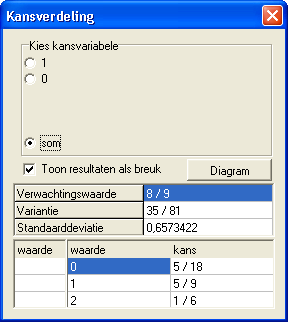 Kansverdeling
Kies kansvariabele
1
0
som
Toon resultaten als breuk
Diagram
Verwachtingswaarde 8 / 9
Variantie 35 / 81
Standaarddeviatie 0,6573422
waarde waarde kans
0 5 / 18
1 5 / 9
2 1 / 6